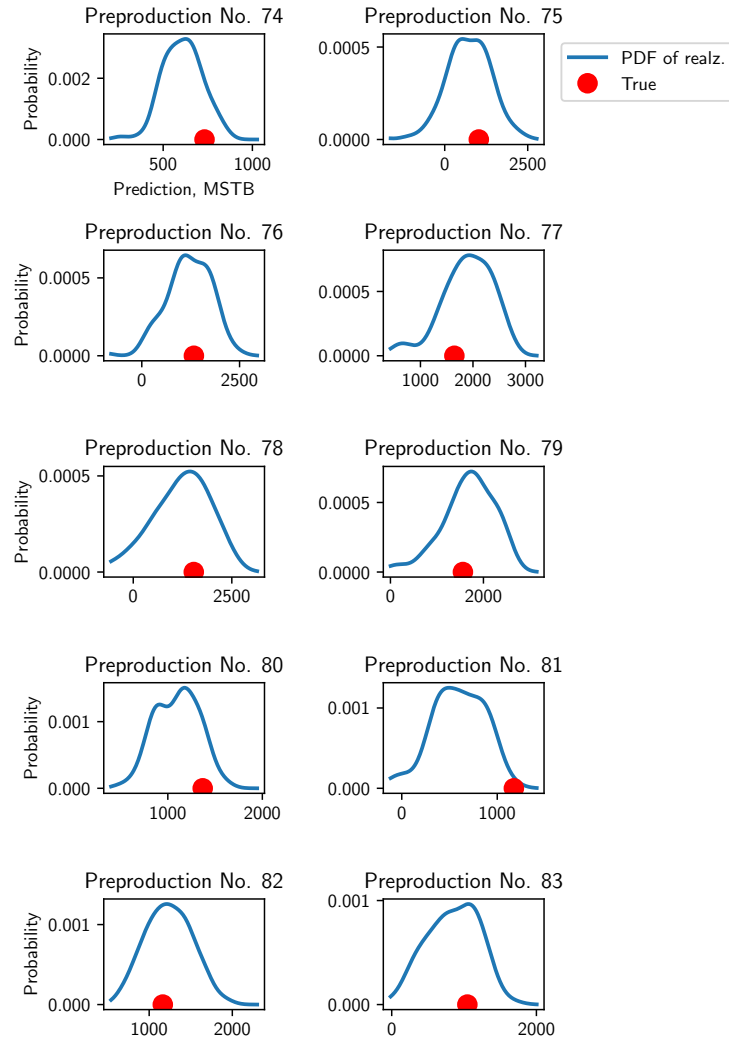 Preproduction No. 74
Preproduction No. 75
PDF of realz.
True
Probability
0.002
0.000
500
1000
Prediction, MSTB
0.0005
0.0000
0
2500
Preproduction No. 76
Preproduction No. 77
Probability
0.0005
0.0000
0
2500
0.0005
0.0000
1000
2000
3000
Preproduction No. 78
Preproduction No. 79
Probability
0.0005
0.0000
0
2500
0.0005
0.0000
0
2000
Preproduction No. 80
Preproduction No. 81
Probability
0.001
0.000
1000
2000
0.001
0.000
0
1000
Preproduction No. 82
Preproduction No. 83
Probability
0.001
0.000
1000
2000
0.001
0.000
0
2000